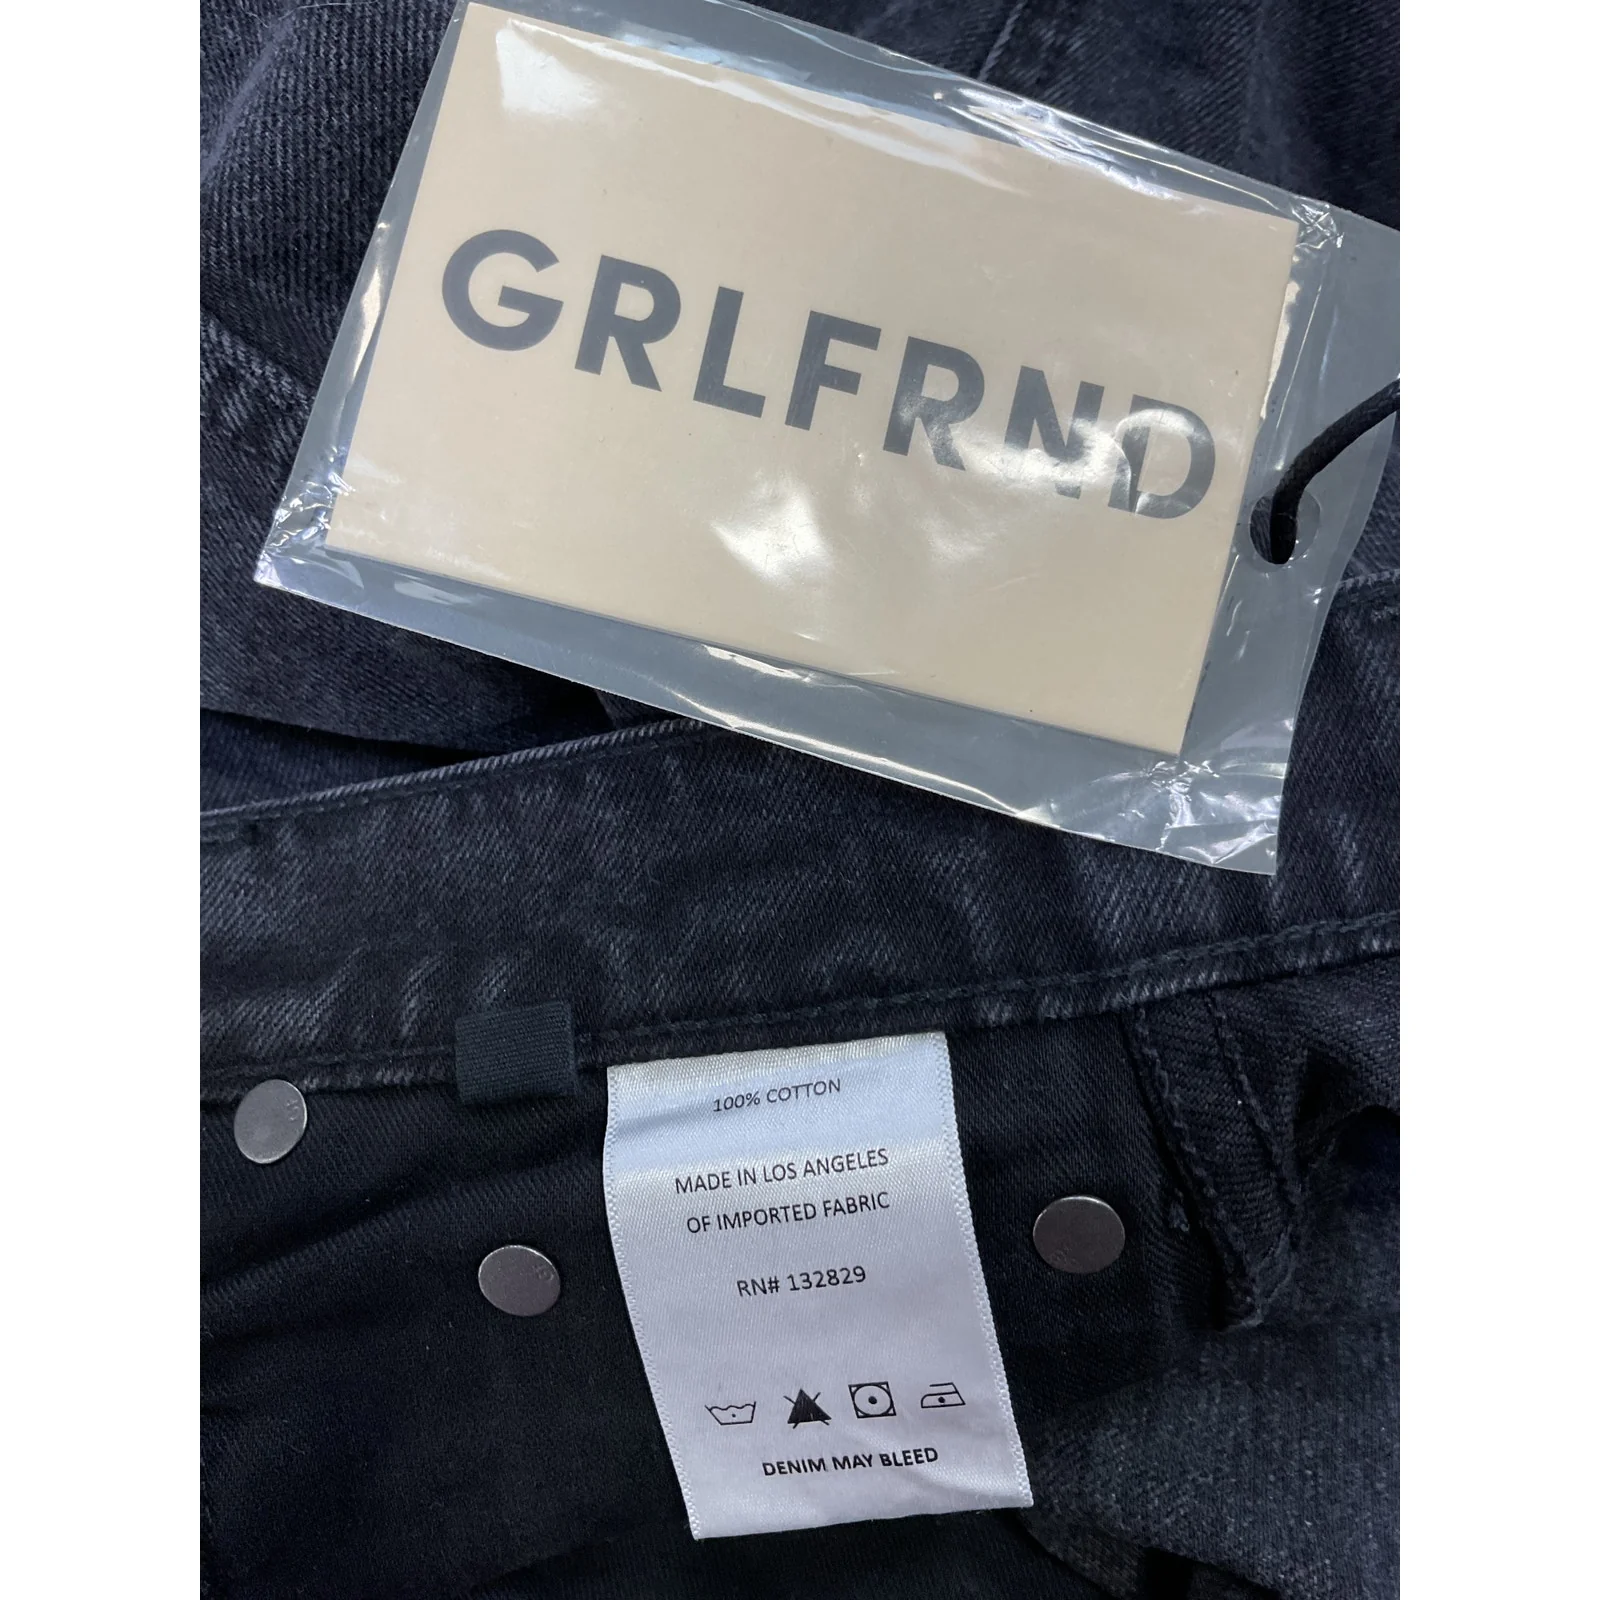 GRLFRND
100% COTTON
MADE IN LOS ANGELES
OF IMPORTED FABRIC
RN# 132829
DENIM MAY BLEED